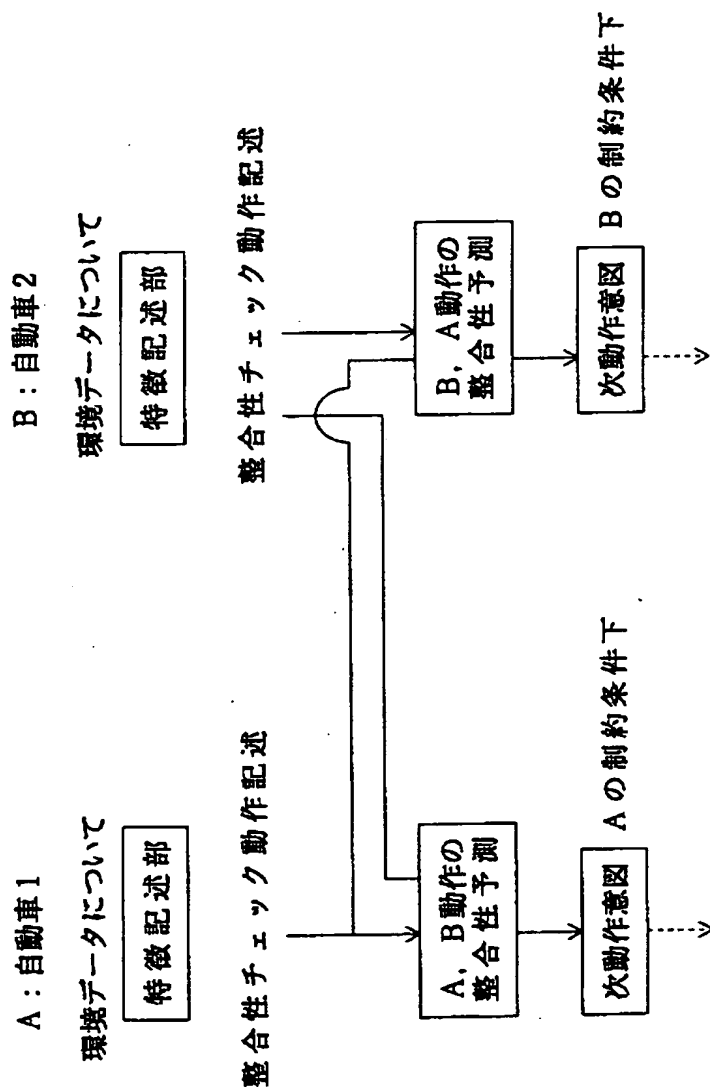 A：自動車1
環境データについて
特徴記述部
整合性チェック動作記述
A，B動作の
整合性予測
次動作意図
Aの制約条件下
B：自動車2
環境データについて
特徴記述部
整合性チェック動作記述
B，A動作の
整合性予測
次動作意図
Bの制約条件下